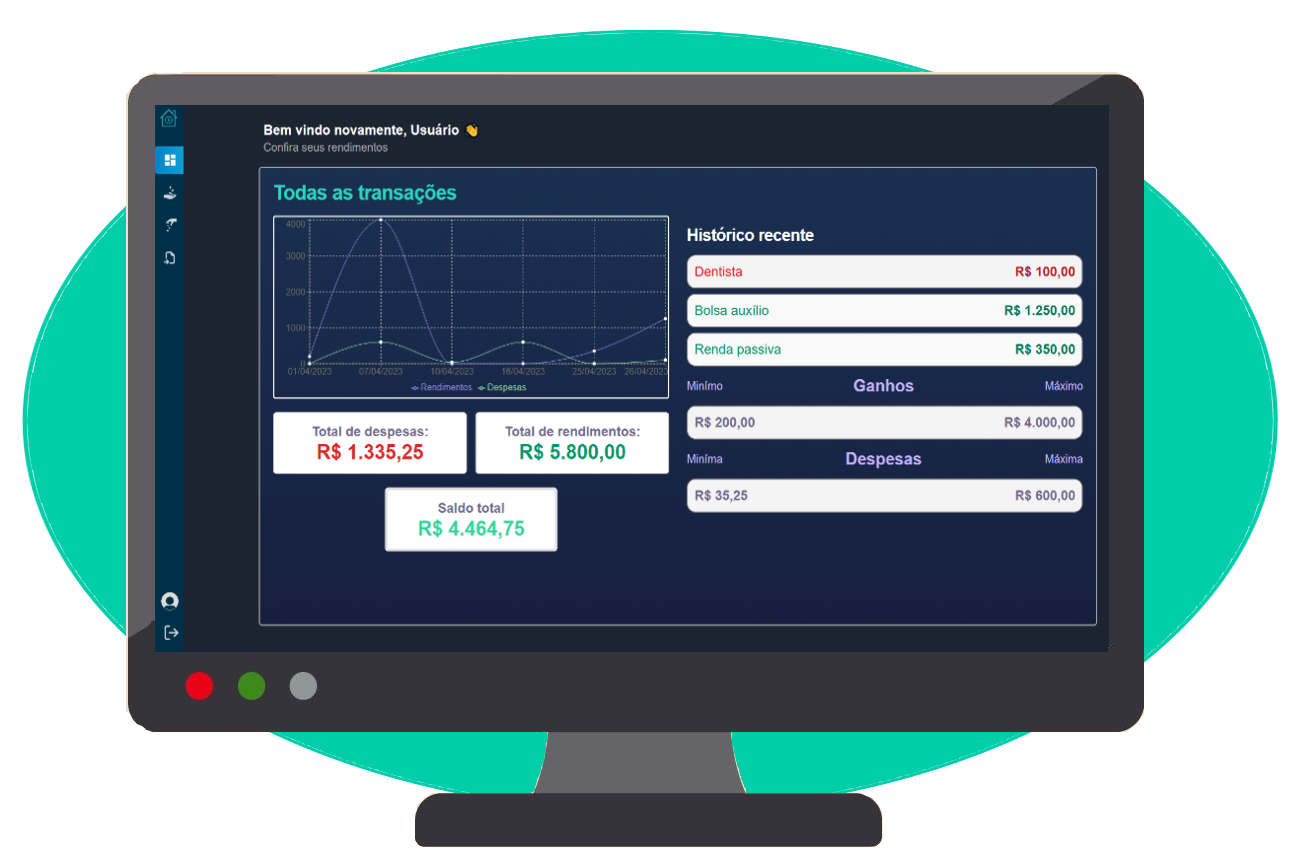 Bem vindo novamente, Usuário 👋
Confira seus rendimentos
Todas as transações
4000
3000
2000
1000
0
01/04/2023 07/04/2023 10/04/2023 16/04/2023 25/04/2023 26/04/2023
Rendimentos Despesas
Total de despesas:
R$ 1.335,25
Total de rendimentos:
R$ 5.800,00
Saldo total
R$ 4.464,75
Histórico recente
Dentista R$ 100,00
Bolsa auxílio R$ 1.250,00
Renda passiva R$ 350,00
Minímo Ganhos Máximo
R$ 200,00 R$ 4.000,00
Miníma Despesas Máxima
R$ 35,25 R$ 600,00